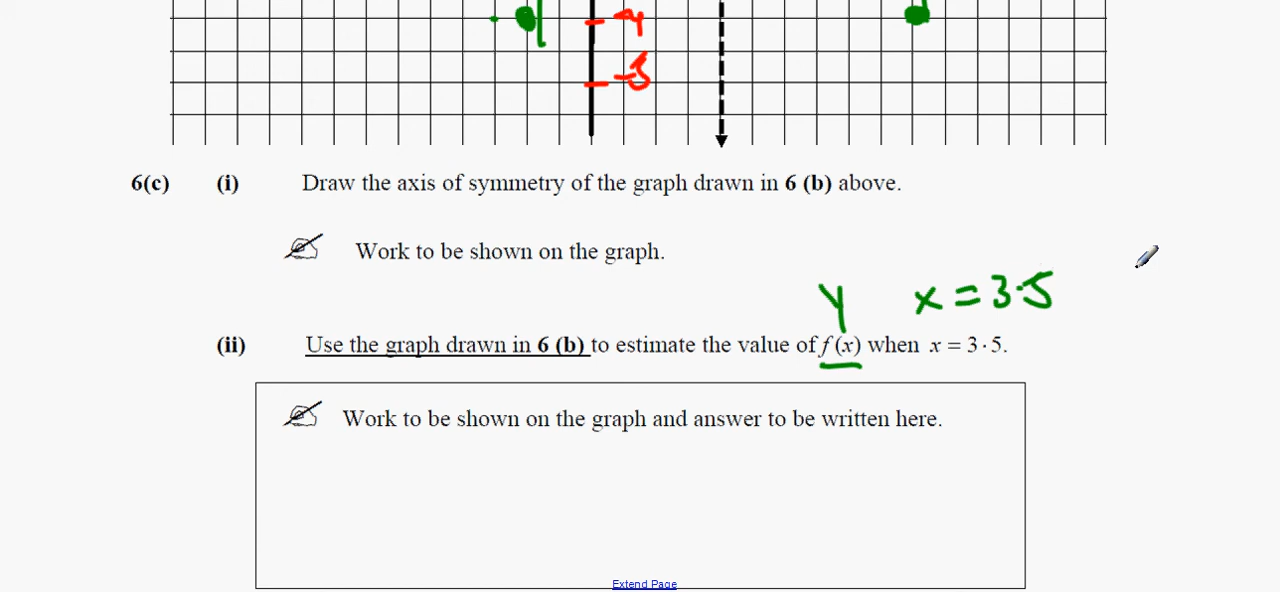 -4
-5
6(c) (i) Draw the axis of symmetry of the graph drawn in 6 (b) above.
Work to be shown on the graph.
y x = 3·5
(ii) Use the graph drawn in 6 (b) to estimate the value of f(x) when x = 3·5.
Work to be shown on the graph and answer to be written here.
Extend Page